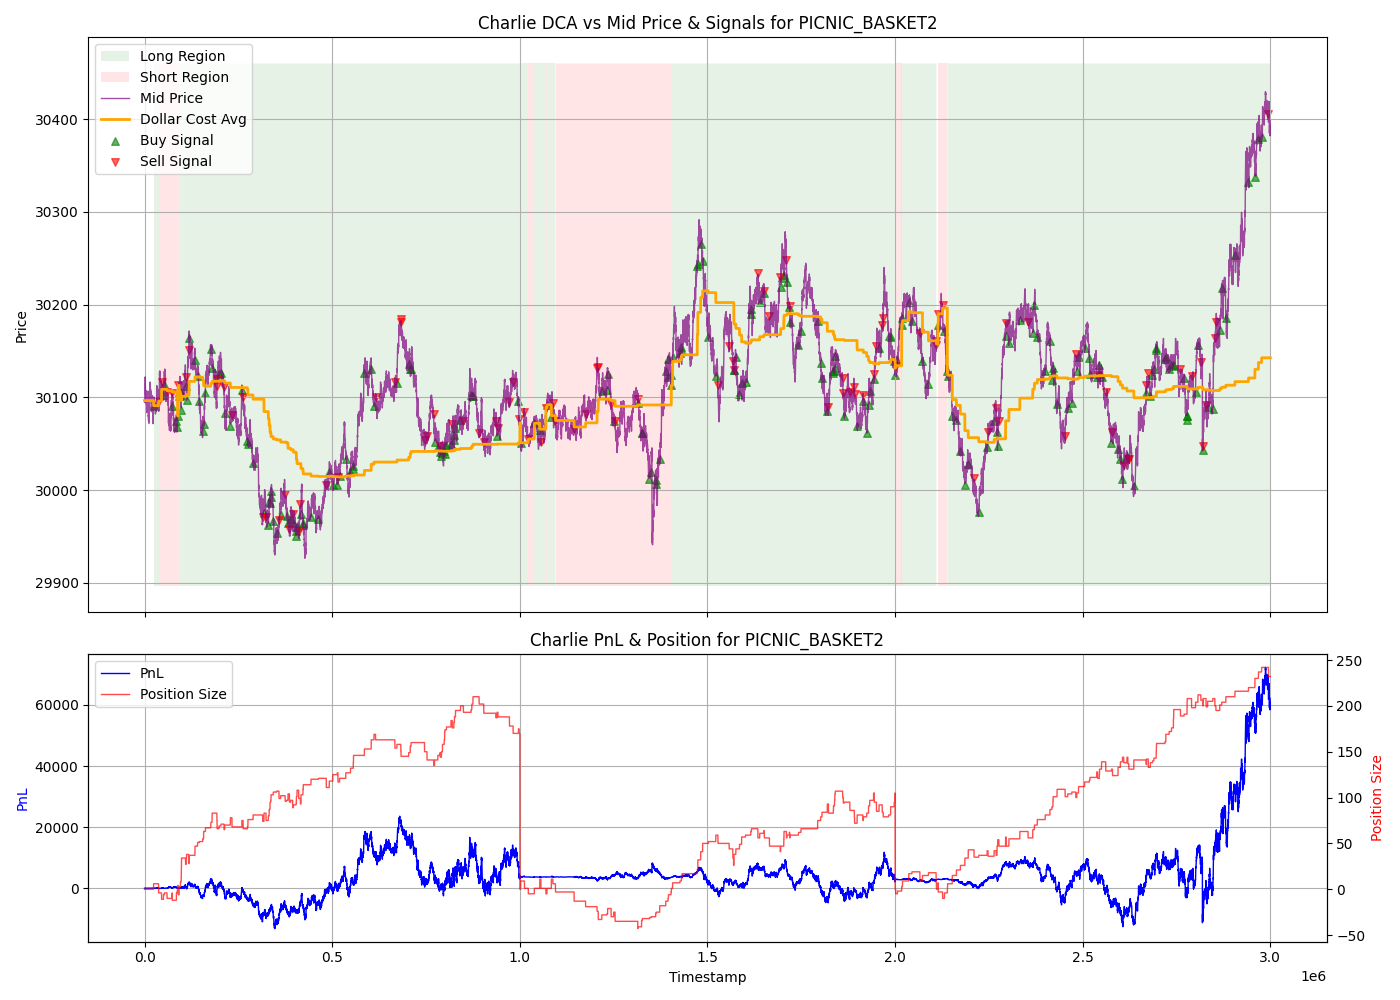 Charlie DCA vs Mid Price & Signals for PICNIC_BASKET2
Long Region
Short Region
Mid Price
Dollar Cost Avg
Buy Signal
Sell Signal
Price
30400
30300
30200
30100
30000
29900
Charlie PnL & Position for PICNIC_BASKET2
PnL
Position Size
PnL
60000
40000
20000
0
250
200
150
100
50
0
−50
Position Size
0.0 0.5 1.0 1.5 2.0 2.5 3.0
Timestamp
1e6